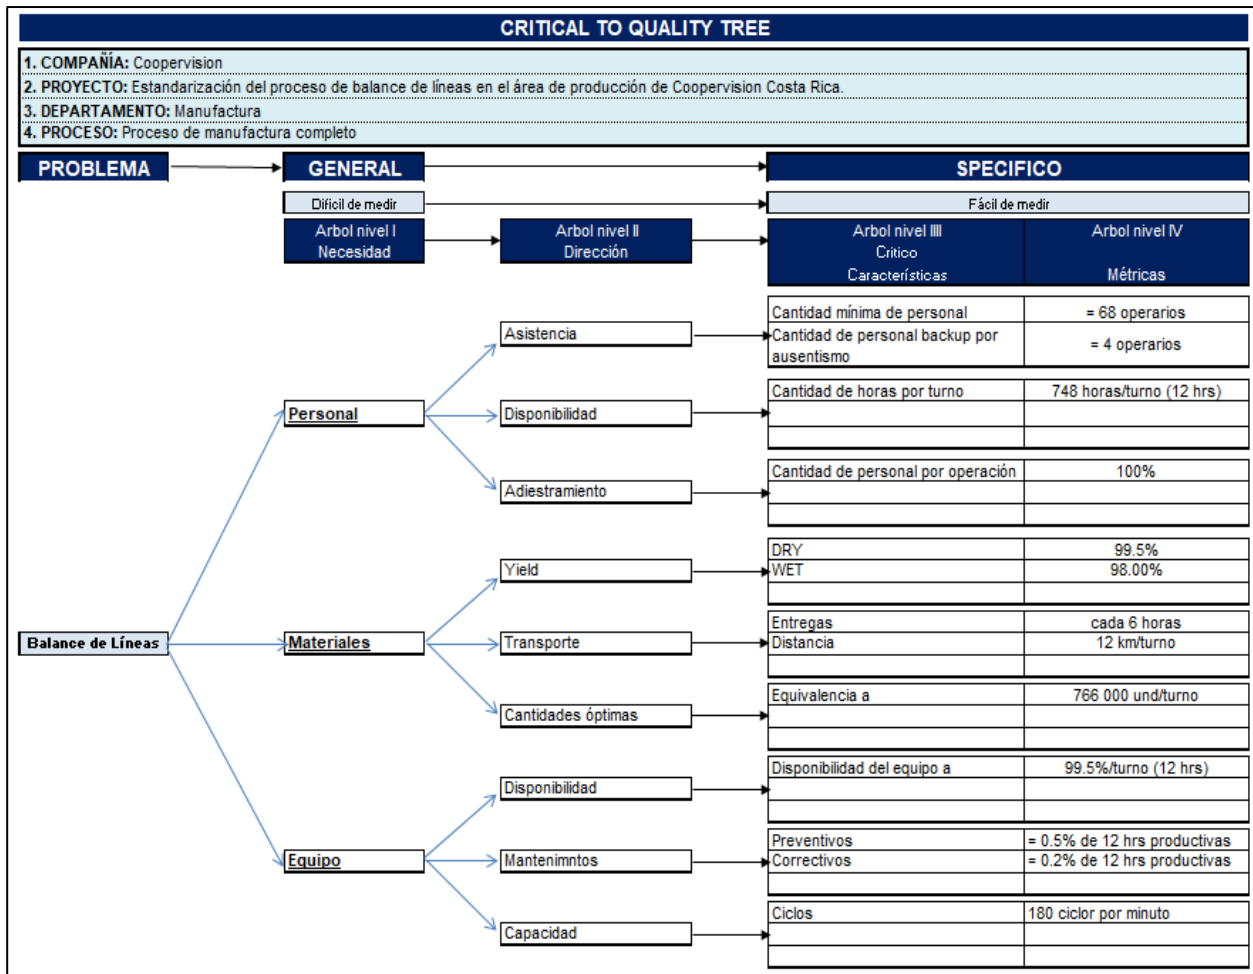 CRITICAL TO QUALITY TREE
1. COMPAÑÍA: Coopervision
2. PROYECTO: Estandarización del proceso de balance de líneas en el área de producción de Coopervision Costa Rica.
3. DEPARTAMENTO: Manufactura
4. PROCESO: Proceso de manufactura completo
PROBLEMA
GENERAL
SPECIFICO
Dificil de medir
Fácil de medir
Arbol nivel I
Necesidad
Arbol nivel II
Dirección
Arbol nivel IIII
Critico
Características
Arbol nivel IV
Métricas
Balance de Líneas
Personal
Asistencia
Cantidad mínima de personal
= 68 operarios
Cantidad de personal backup por
ausentismo
= 4 operarios
Disponibilidad
Cantidad de horas por turno
748 horas/turno (12 hrs)
Adiestramiento
Cantidad de personal por operación
100%
Materiales
Yield
DRY
99.5%
WET
98.00%
Transporte
Entregas
cada 6 horas
Distancia
12 km/turno
Cantidades óptimas
Equivalencia a
766 000 und/turno
Equipo
Disponibilidad
Disponibilidad del equipo a
99.5%/turno (12 hrs)
Mantenimntos
Preventivos
= 0.5% de 12 hrs productivas
Correctivos
= 0.2% de 12 hrs productivas
Capacidad
Ciclos
180 ciclor por minuto